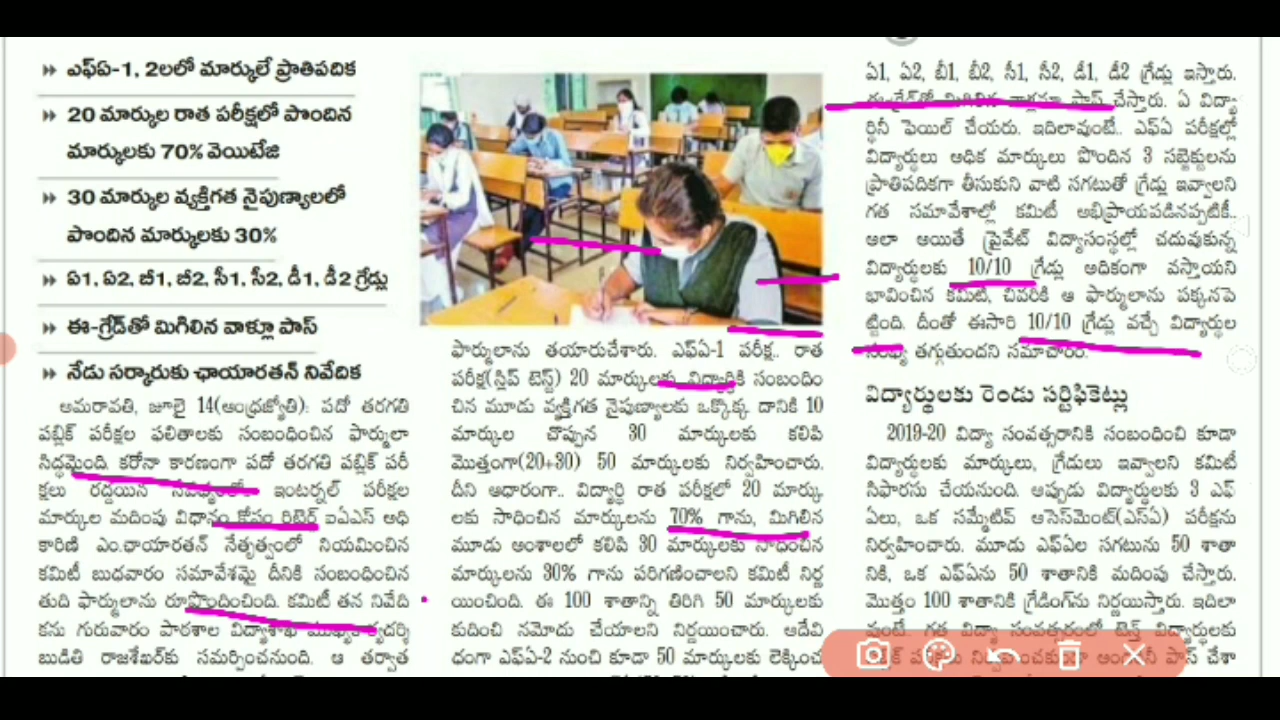 ఎఫ్ఏ-1, 2లలో మార్కులే ప్రాతిపదిక
20 మార్కుల రాత పరీక్షలో పొందిన
మార్కులకు 70% వెయిటేజి
30 మార్కుల వ్యక్తిగత నైపుణ్యాలలో
పొందిన మార్కులకు 30%
ఏ1, ఏ2, బీ1, బీ2, సీ1, సీ2, డీ1, డీ2 గ్రేడ్లు
ఈ-గ్రేడ్‌తో మిగిలిన వాళ్లూ పాస్
నేడు సర్కారుకు ఛాయారతన్ నివేదిక
అమరావతి, జూలై 14(ఆంధ్రజ్యోతి): పదో తరగతి
పబ్లిక్ పరీక్షల ఫలితాలకు సంబంధించిన ఫార్ములా
సిద్ధమైంది. కరోనా కారణంగా పదో తరగతి పబ్లిక్ పరీ
క్షలు రద్దయిన నేపథ్యంలో ఇంటర్నల్ పరీక్షల
మార్కుల మదింపు విధానం కోసం రిటైర్డ్ ఐఏఎస్ అధి
కారిణి ఎం.ఛాయారతన్ నేతృత్వంలో నియమించిన
కమిటీ బుధవారం సమావేశమై దీనికి సంబంధించిన
తుది ఫార్ములాను రూపొందించింది. కమిటీ తన నివేది
కను గురువారం పాఠశాల విద్యాశాఖ ముఖ్యకార్యదర్శి
బుడితి రాజశేఖర్‌కు సమర్పించనుంది. ఆ తర్వాత
ఫార్ములాను తయారుచేశారు. ఎఫ్ఏ-1 పరీక్ష.. రాత
పరీక్ష(స్లిప్ టెస్ట్) 20 మార్కులకు, విద్యార్థికి సంబంధిం
చిన మూడు వ్యక్తిగత నైపుణ్యాలకు ఒక్కొక్క దానికి 10
మార్కుల చొప్పున 30 మార్కులకు కలిపి
మొత్తంగా(20+30) 50 మార్కులకు నిర్వహించారు.
దీని ఆధారంగా.. విద్యార్థి రాత పరీక్షలో 20 మార్కు
లకు సాధించిన మార్కులను 70% గాను, మిగిలిన
మూడు అంశాలలో కలిపి 30 మార్కులకు సాధించిన
మార్కులను 30% గాను పరిగణించాలని కమిటీ నిర్ణ
యించింది. ఈ 100 శాతాన్ని తిరిగి 50 మార్కులకు
కుదించి నమోదు చేయాలని నిర్ణయించారు. అదేవి
ధంగా ఎఫ్ఏ-2 నుంచి కూడా 50 మార్కులకు లెక్కించ
ఏ1, ఏ2, బీ1, బీ2, సీ1, సీ2, డీ1, డీ2 గ్రేడ్లు ఇస్తారు.
ఈ-గ్రేడ్‌తో మిగిలిన వాళ్లనూ పాస్ చేస్తారు. ఏ విద్యా
ర్థినీ ఫెయిల్ చేయరు. ఇదిలావుంటే.. ఎఫ్ఏ పరీక్షల్లో
విద్యార్థులు అధిక మార్కులు పొందిన 3 సబ్జెక్టులను
ప్రాతిపదికగా తీసుకుని వాటి సగటుతో గ్రేడ్లు ఇవ్వాలని
గత సమావేశాల్లో కమిటీ అభిప్రాయపడినప్పటికీ..
అలా అయితే ప్రైవేట్ విద్యాసంస్థల్లో చదువుకున్న
విద్యార్థులకు 10/10 గ్రేడ్లు అధికంగా వస్తాయని
భావించిన కమిటీ, చివరికి ఆ ఫార్ములాను పక్కనపె
ట్టింది. దీంతో ఈసారి 10/10 గ్రేడ్లు వచ్చే విద్యార్థుల
సంఖ్య తగ్గుతుందని సమాచారం.
విద్యార్థులకు రెండు సర్టిఫికెట్లు
2019-20 విద్యా సంవత్సరానికి సంబంధించి కూడా
విద్యార్థులకు మార్కులు, గ్రేడులు ఇవ్వాలని కమిటీ
సిఫారసు చేయనుంది. అప్పుడు విద్యార్థులకు 3 ఎఫ్
ఏలు, ఒక సమ్మేటివ్ ఆసెస్‌మెంట్(ఎస్ఏ) పరీక్షను
నిర్వహించారు. మూడు ఎఫ్ఏల సగటును 50 శాతా
నికి, ఒక ఎఫ్ఏను 50 శాతానికి మదింపు చేస్తారు.
మొత్తం 100 శాతానికి గ్రేడింగ్‌ను నిర్ణయిస్తారు. ఇదిలా
వుంటే.. గత విద్యా సంవత్సరంలో టెన్త్ విద్యార్థులకు